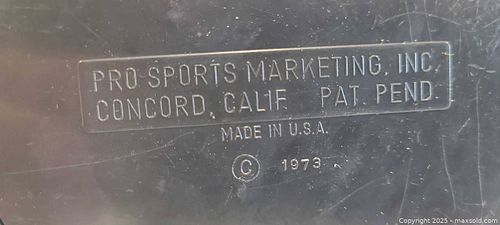 PRO-SPORTS MARKETING, INC.
CONCORD, CALIF. PAT. PEND.
MADE IN U.S.A.
© 1973
Copyright 2025 - maxsold.com